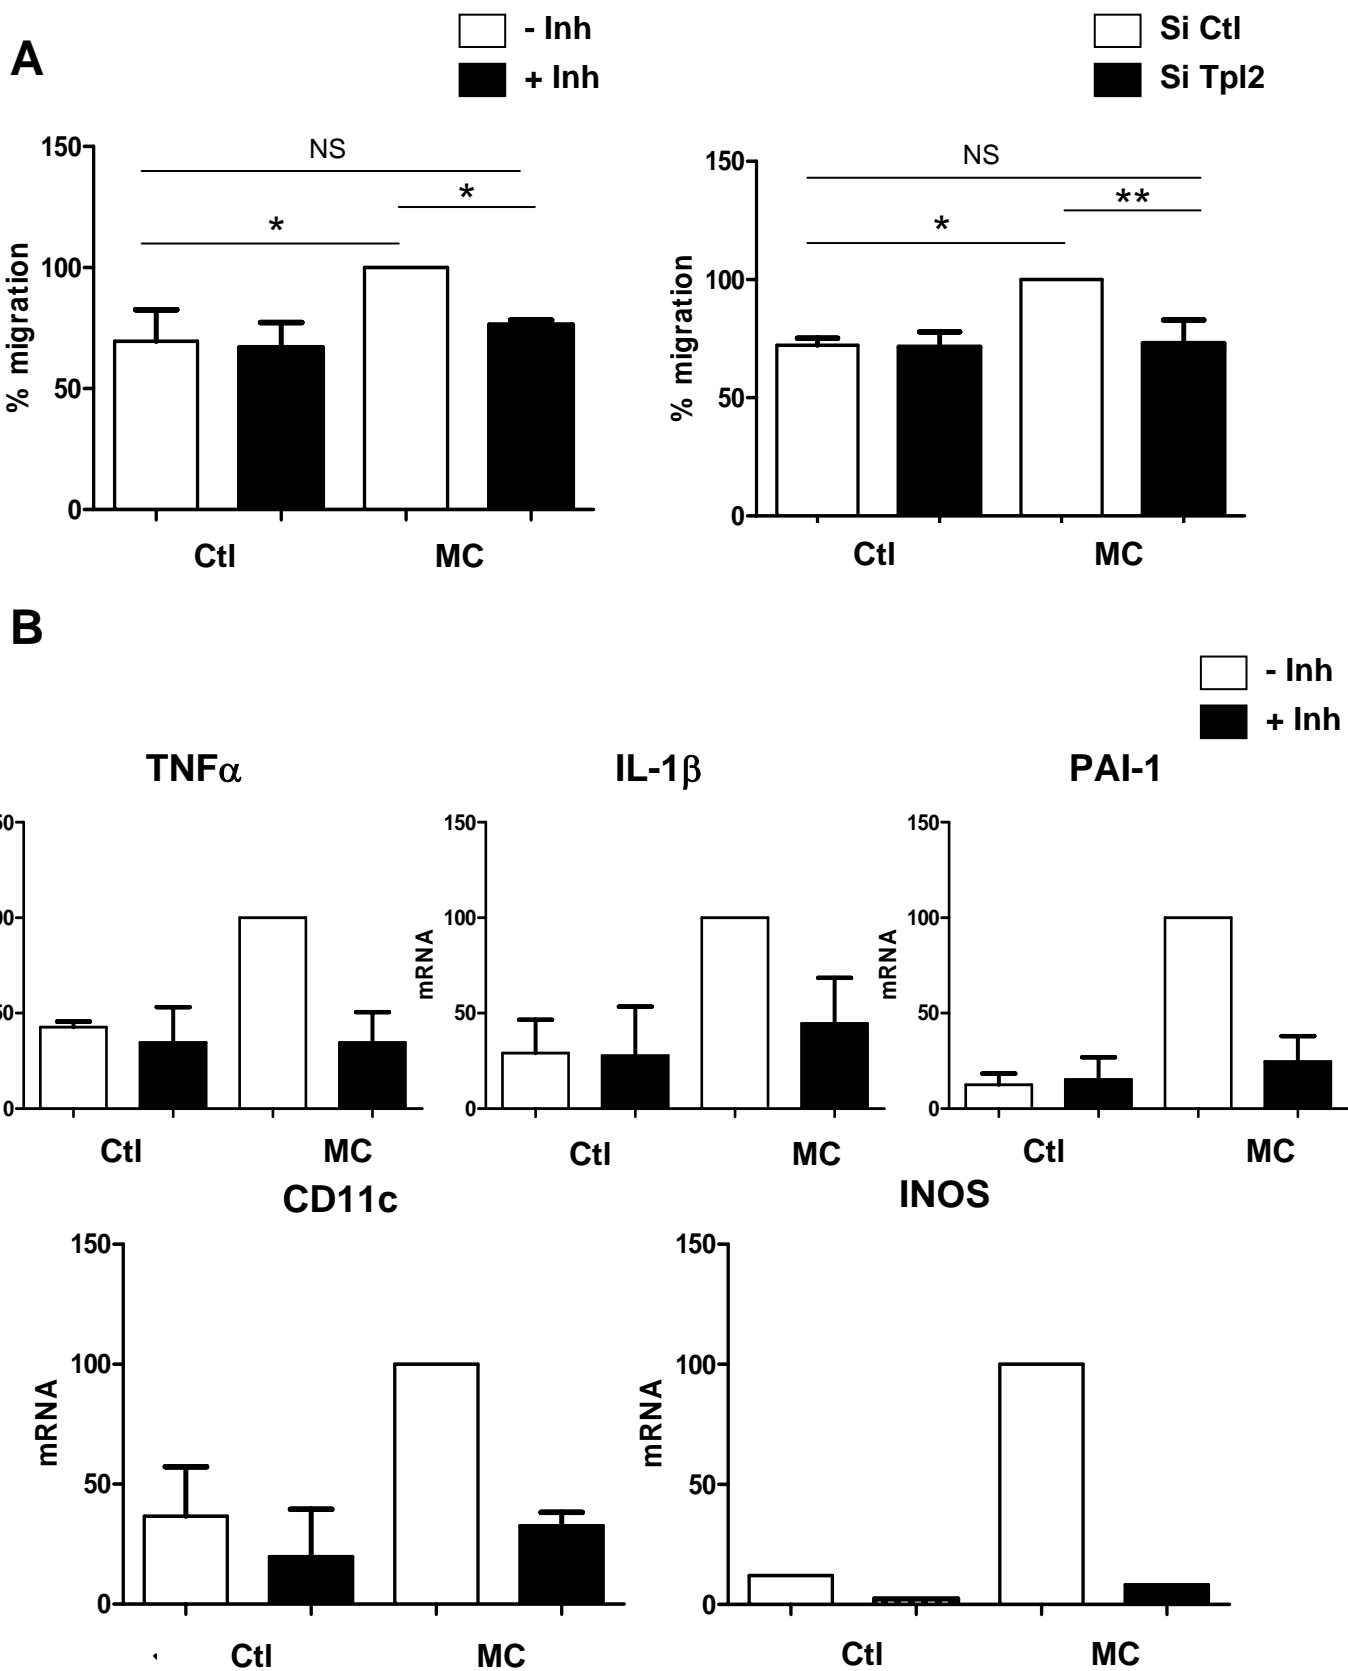 A
- Inh
+ Inh
Si Ctl
Si Tpl2
150
100
50
0
% migration
NS
*
*
Ctl
MC
150
100
50
0
% migration
NS
**
*
Ctl
MC
B
- Inh
+ Inh
TNFα
50
00
50
0
Ctl
MC
IL-1β
150
100
50
0
mRNA
Ctl
MC
PAI-1
150
100
50
0
mRNA
Ctl
MC
CD11c
150
100
50
0
mRNA
Ctl
MC
INOS
150
100
50
0
mRNA
Ctl
MC